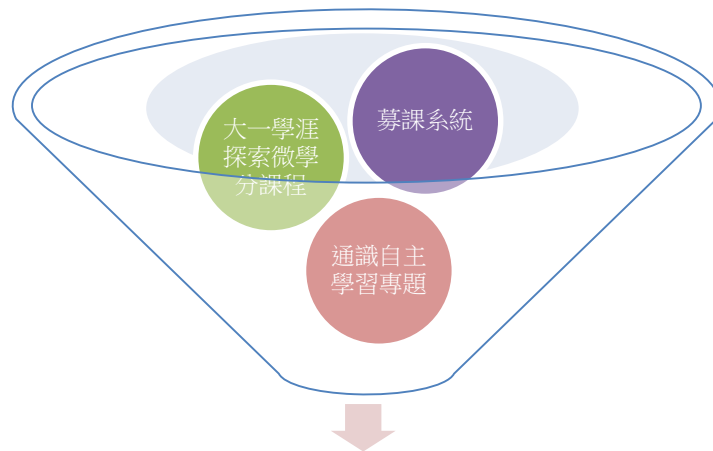 募課系統
大一學涯
探索微學
分課程
通識自主
學習專題